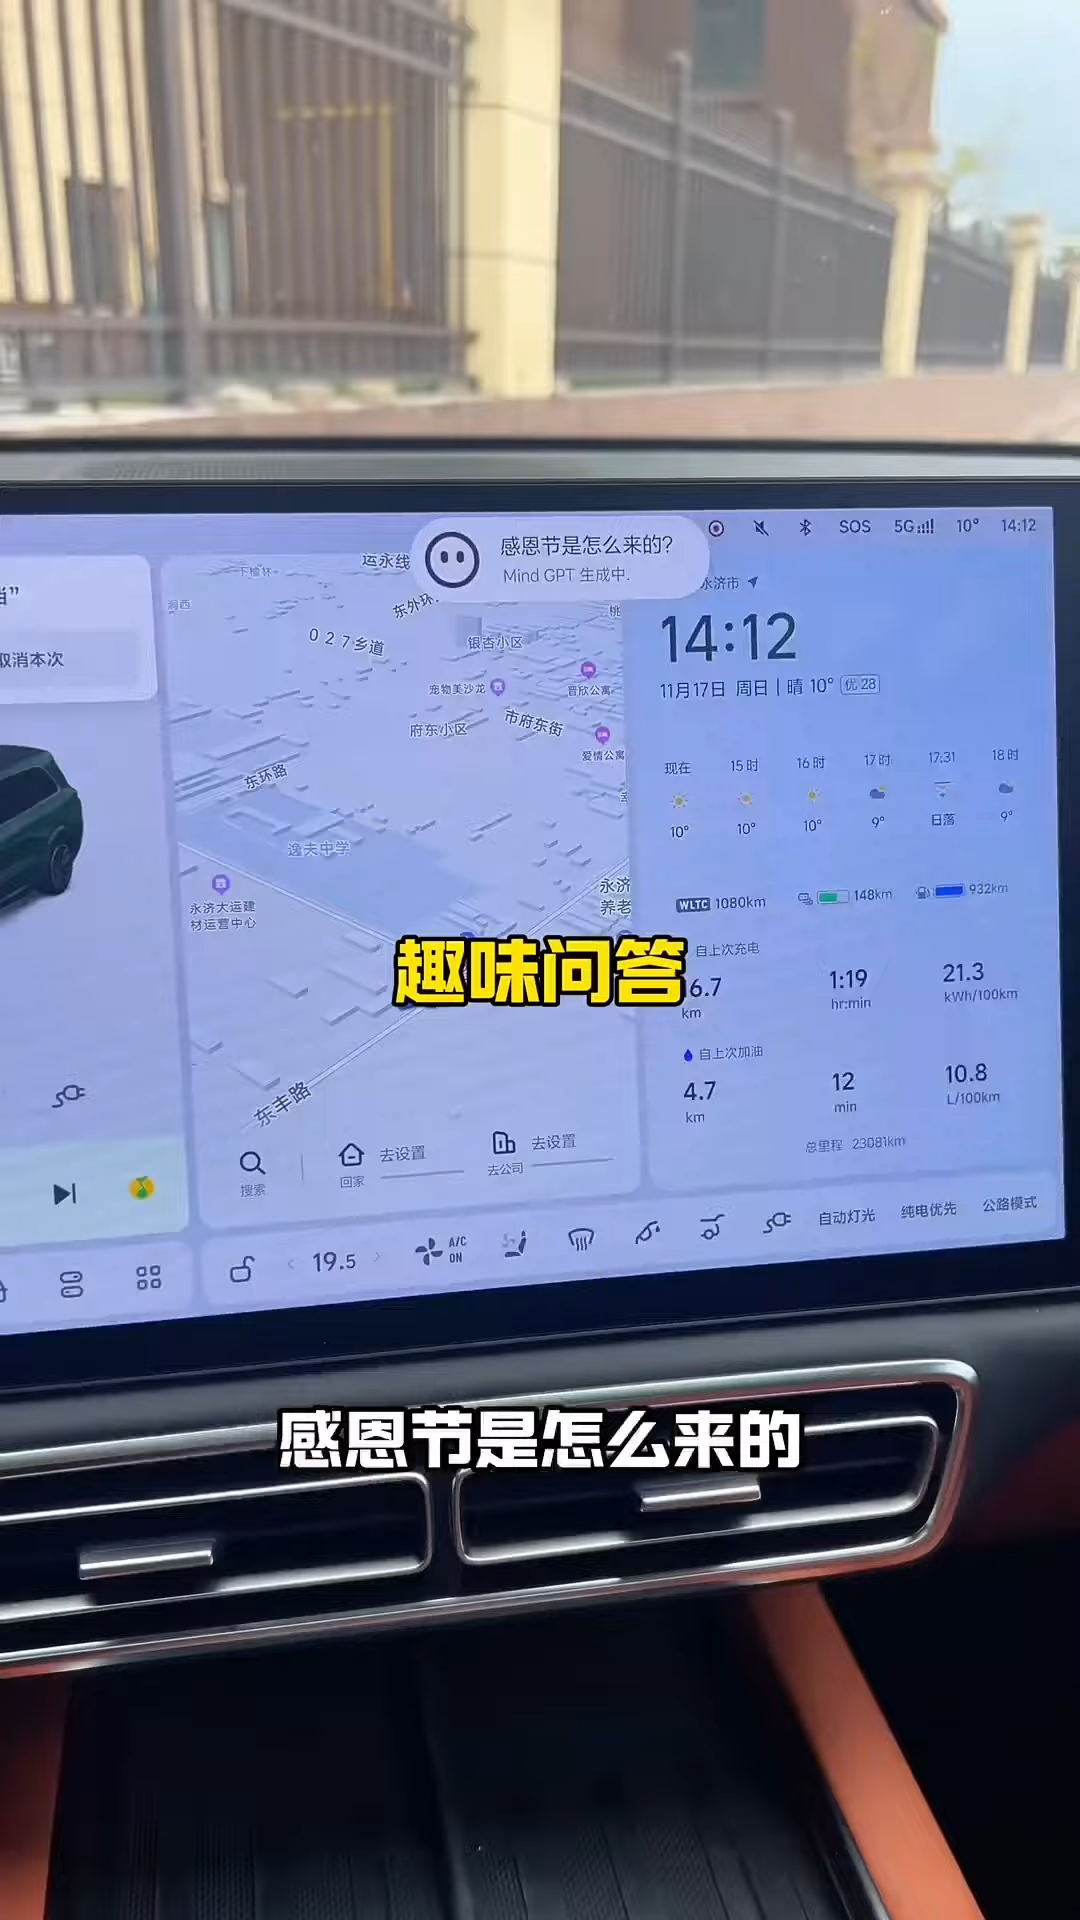 感恩节是怎么来的?
Mind GPT 生成中.
SOS
5G
10°
14:12
永济市
14:12
11月17日 周日 | 晴 10° 优 28
现在
15时
16时
17时
17:31
18时
10°
10°
10°
9°
日落
9°
WLTC 1080km
148km
932km
自上次充电
6.7
km
1:19
hr:min
21.3
kWh/100km
自上次加油
4.7
km
12
min
10.8
L/100km
总里程 23081km
取消本次
运永线
东外环
027乡道
银杏小区
宠物美沙龙
晋欣公寓
府东小区
市府东街
爱情公寓
东环路
逸夫中学
永济大运建
材运营中心
永济
养老
东丰路
搜索
回家
去设置
去公司
去设置
19.5
A/C
ON
自动灯光
纯电优先
公路模式
趣味问答
感恩节是怎么来的